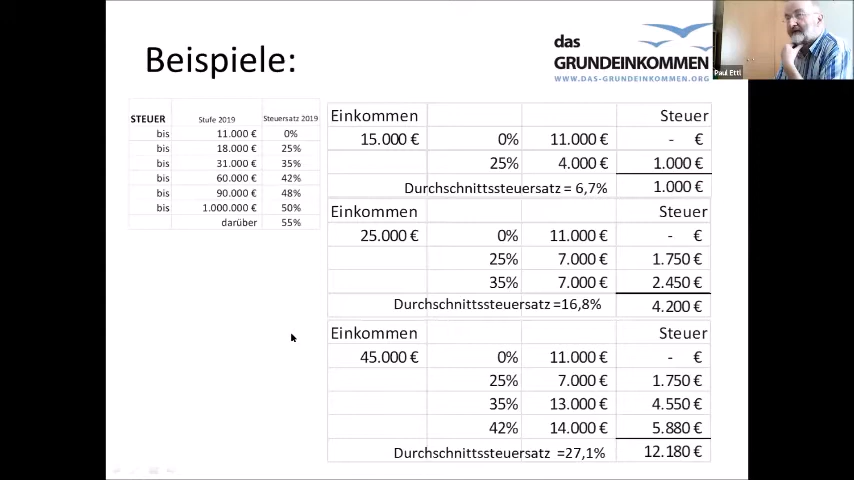 Beispiele:
das
GRUNDEINKOMMEN
WWW.DAS-GRUNDEINKOMMEN.ORG
Paul Ettl
STEUER Stufe 2019 Steuersatz 2019
bis 11.000 € 0%
bis 18.000 € 25%
bis 31.000 € 35%
bis 60.000 € 42%
bis 90.000 € 48%
bis 1.000.000 € 50%
darüber 55%
Einkommen Steuer
15.000 € 0% 11.000 € - €
25% 4.000 € 1.000 €
Durchschnittssteuersatz = 6,7% 1.000 €
Einkommen Steuer
25.000 € 0% 11.000 € - €
25% 7.000 € 1.750 €
35% 7.000 € 2.450 €
Durchschnittssteuersatz =16,8% 4.200 €
Einkommen Steuer
45.000 € 0% 11.000 € - €
25% 7.000 € 1.750 €
35% 13.000 € 4.550 €
42% 14.000 € 5.880 €
Durchschnittssteuersatz =27,1% 12.180 €